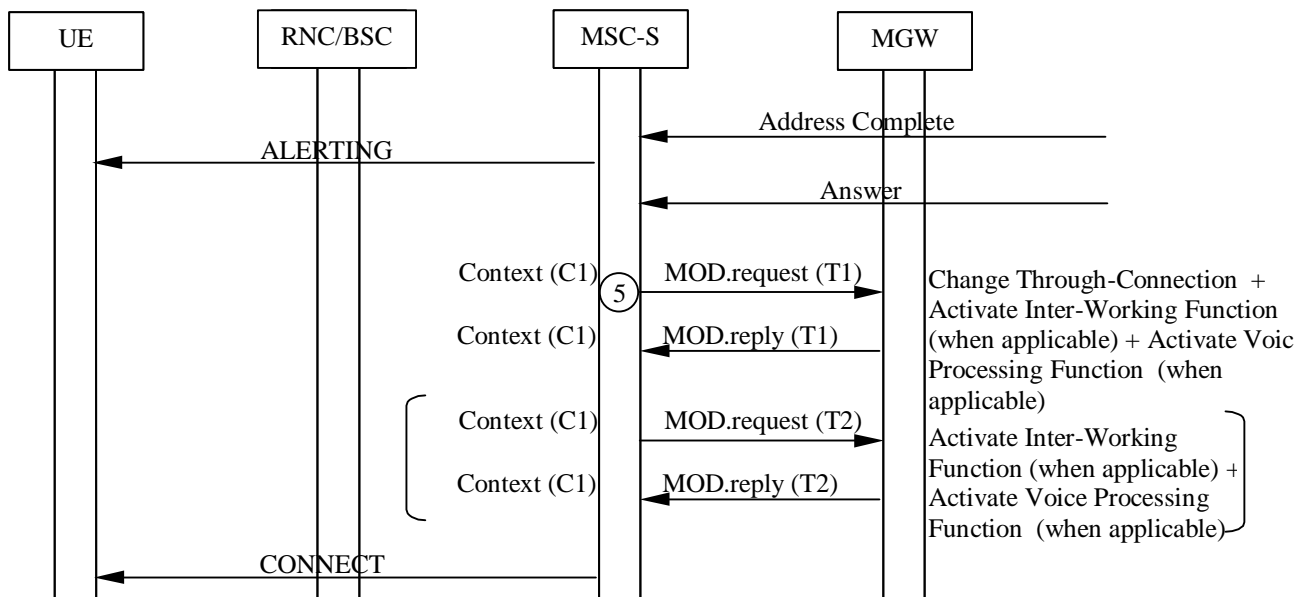 UE
RNC/BSC
MSC-S
MGW
Address Complete
ALERTING
Answer
Context (C1)
5
MOD.request (T1)
Change Through-Connection +
Activate Inter-Working Function
(when applicable) + Activate Voic
Processing Function (when
applicable)
Context (C1)
MOD.reply (T1)
Context (C1)
MOD.request (T2)
Activate Inter-Working
Function (when applicable) +
Activate Voice Processing
Function (when applicable)
Context (C1)
MOD.reply (T2)
CONNECT